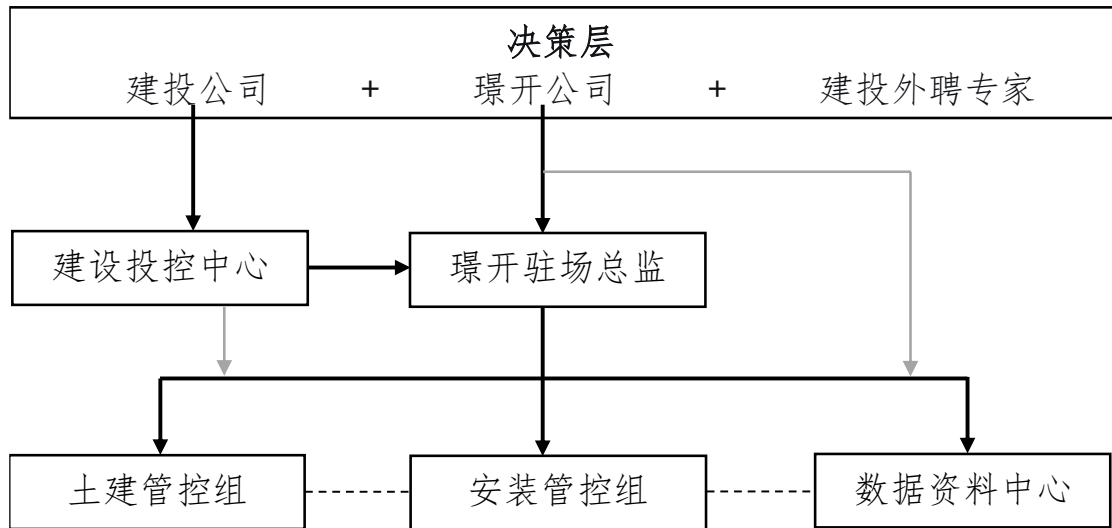 决策层
建投公司 + 璟开公司 + 建投外聘专家
建设投控中心 璟开驻场总监
土建管控组 安装管控组 数据资料中心